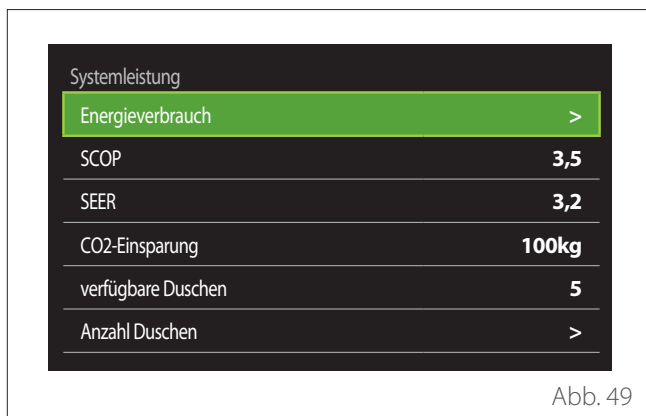 Systemleistung
Energieverbrauch >
SCOP 3,5
SEER 3,2
CO2-Einsparung 100kg
verfügbare Duschen 5
Anzahl Duschen >
Abb. 49